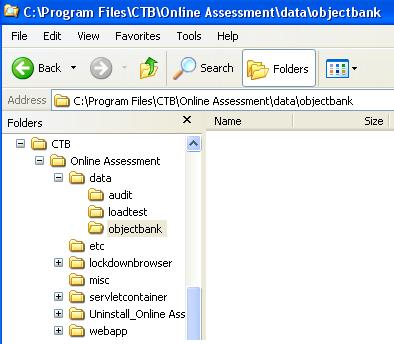 C:\Program Files\CTB\Online Assessment\data\objectbank
File Edit View Favorites Tools Help
Back Search Folders
Address C:\Program Files\CTB\Online Assessment\data\objectbank
Folders Name Size
CTB
Online Assessment
data
audit
loadtest
objectbank
etc
lockdownbrowser
misc
servletcontainer
Uninstall_Online Ass
webapp